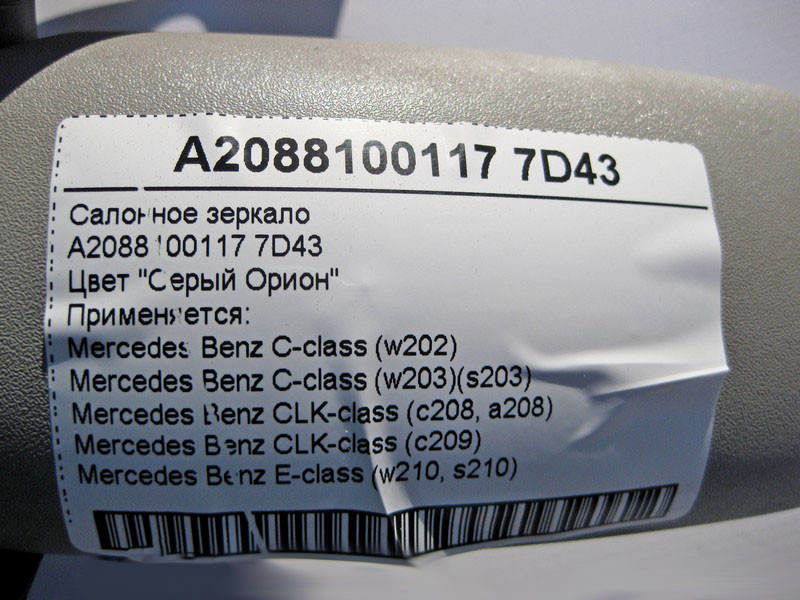 A2088100117 7D43
Салонное зеркало
A2088100117 7D43
Цвет "Серый Орион"
Применяется:
Mercedes Benz C-class (w202)
Mercedes Benz C-class (w203)(s203)
Mercedes Benz CLK-class (c208, a208)
Mercedes Benz CLK-class (c209)
Mercedes Benz E-class (w210, s210)